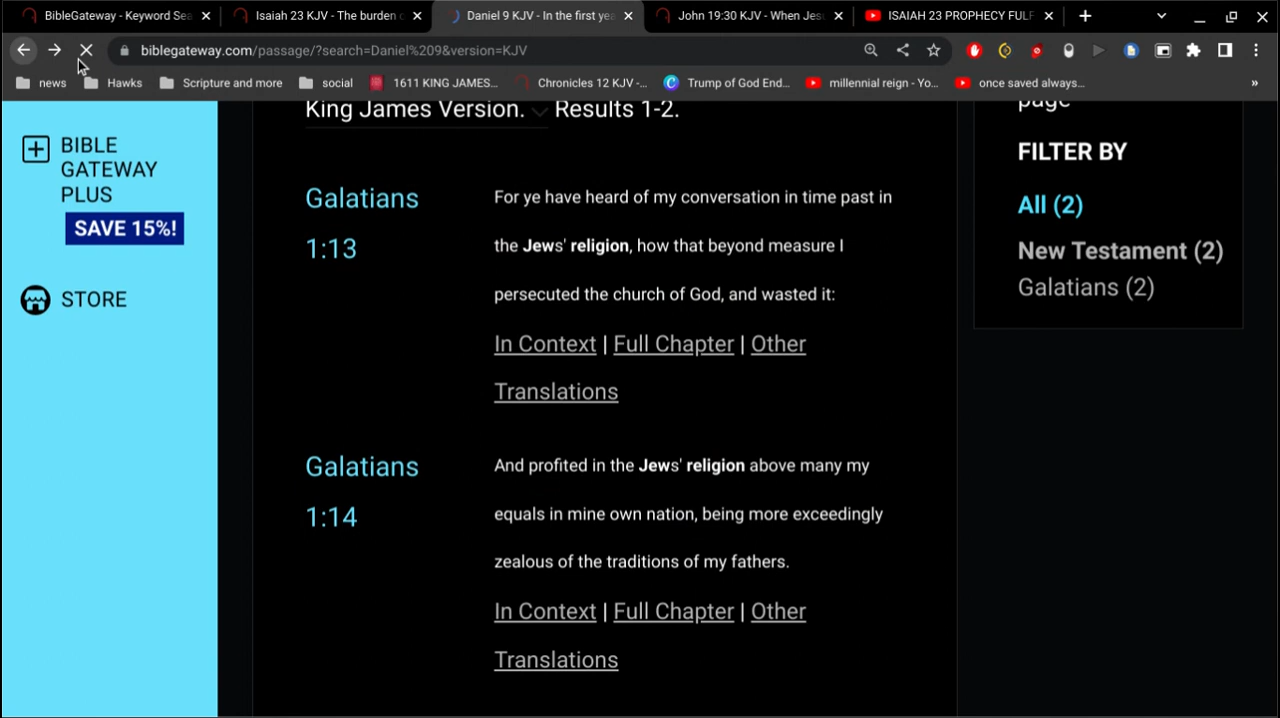 BibleGateway - Keyword Sea
Isaiah 23 KJV - The burden o
Daniel 9 KJV - In the first yea
John 19:30 KJV - When Jesu
ISAIAH 23 PROPHECY FULF
biblegateway.com/passage/?search=Daniel%209&version=KJV
news
Hawks
Scripture and more
social
1611 KING JAMES...
Chronicles 12 KJV -...
Trump of God End...
millennial reign - Yo...
once saved always...
»
King James Version. Results 1-2.
page
BIBLE
GATEWAY
PLUS
SAVE 15%!
STORE
Galatians
1:13
For ye have heard of my conversation in time past in
the Jews' religion, how that beyond measure I
persecuted the church of God, and wasted it:
In Context | Full Chapter | Other
Translations
Galatians
1:14
And profited in the Jews' religion above many my
equals in mine own nation, being more exceedingly
zealous of the traditions of my fathers.
In Context | Full Chapter | Other
Translations
FILTER BY
All (2)
New Testament (2)
Galatians (2)